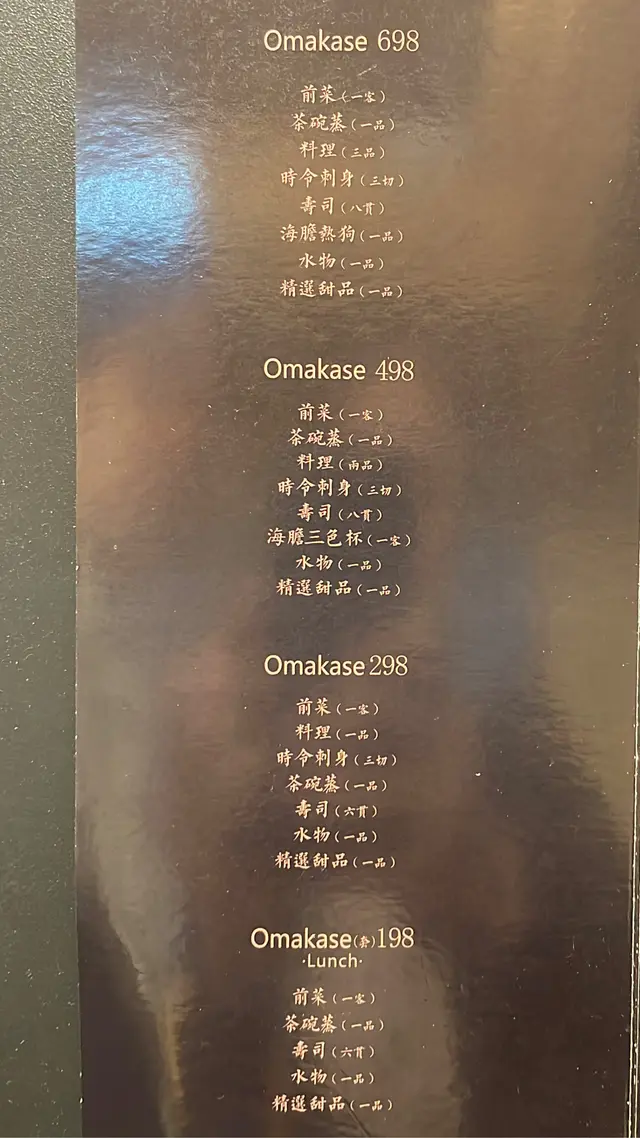 Omakase 698
前菜(一客)
茶碗蒸(一品)
料理(三品)
時令刺身(三切)
壽司(八貫)
海膽熱狗(一品)
水物(一品)
精選甜品(一品)
Omakase 498
前菜(一客)
茶碗蒸(一品)
料理(兩品)
時令刺身(三切)
壽司(八貫)
海膽三色杯(一客)
水物(一品)
精選甜品(一品)
Omakase 298
前菜(一客)
料理(一品)
時令刺身(三切)
茶碗蒸(一品)
壽司(六貫)
水物(一品)
精選甜品(一品)
Omakase(套)198
·Lunch·
前菜(一客)
茶碗蒸(一品)
壽司(六貫)
水物(一品)
精選甜品(一品)